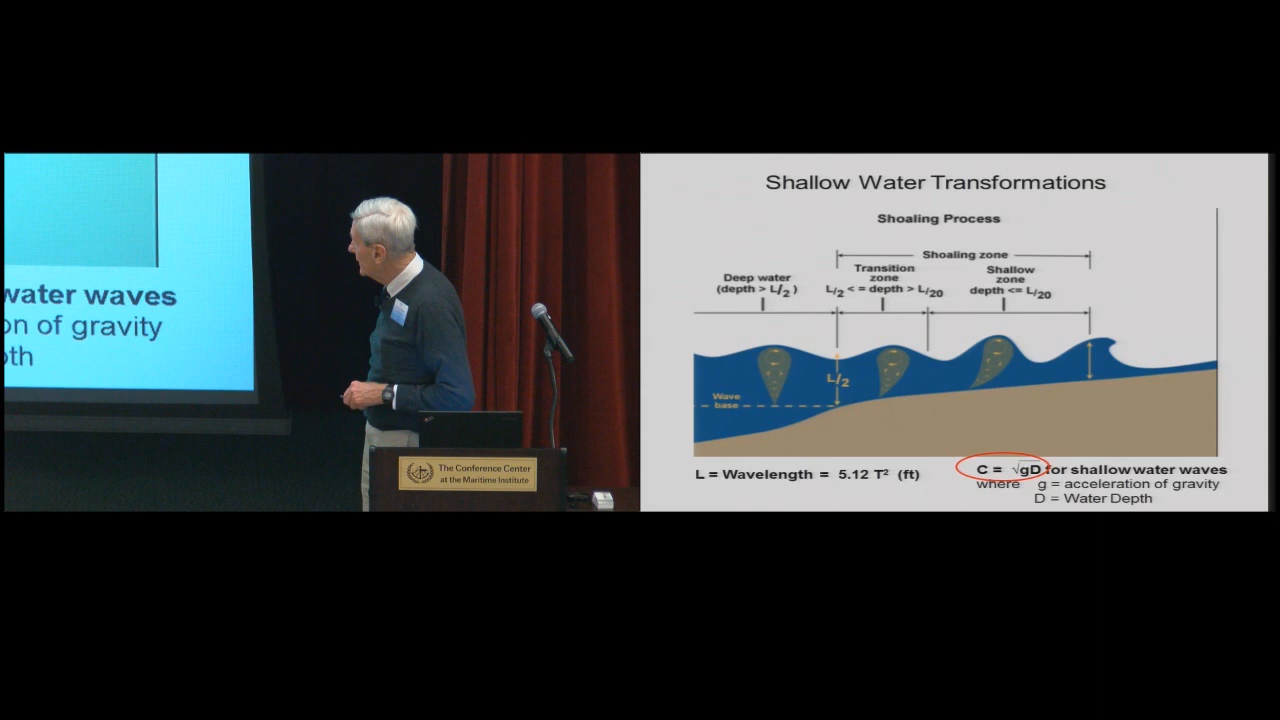 water waves
on of gravity
oth
The Conference Center
at the Maritime Institute
Shallow Water Transformations
Shoaling Process
Shoaling zone
Deep water
(depth > L/2 )
Transition
zone
L/2 < = depth > L/20
Shallow
zone
depth <= L/20
L/2
Wave
base
L = Wavelength = 5.12 T² (ft)
C = √gD for shallow water waves
where g = acceleration of gravity
D = Water Depth